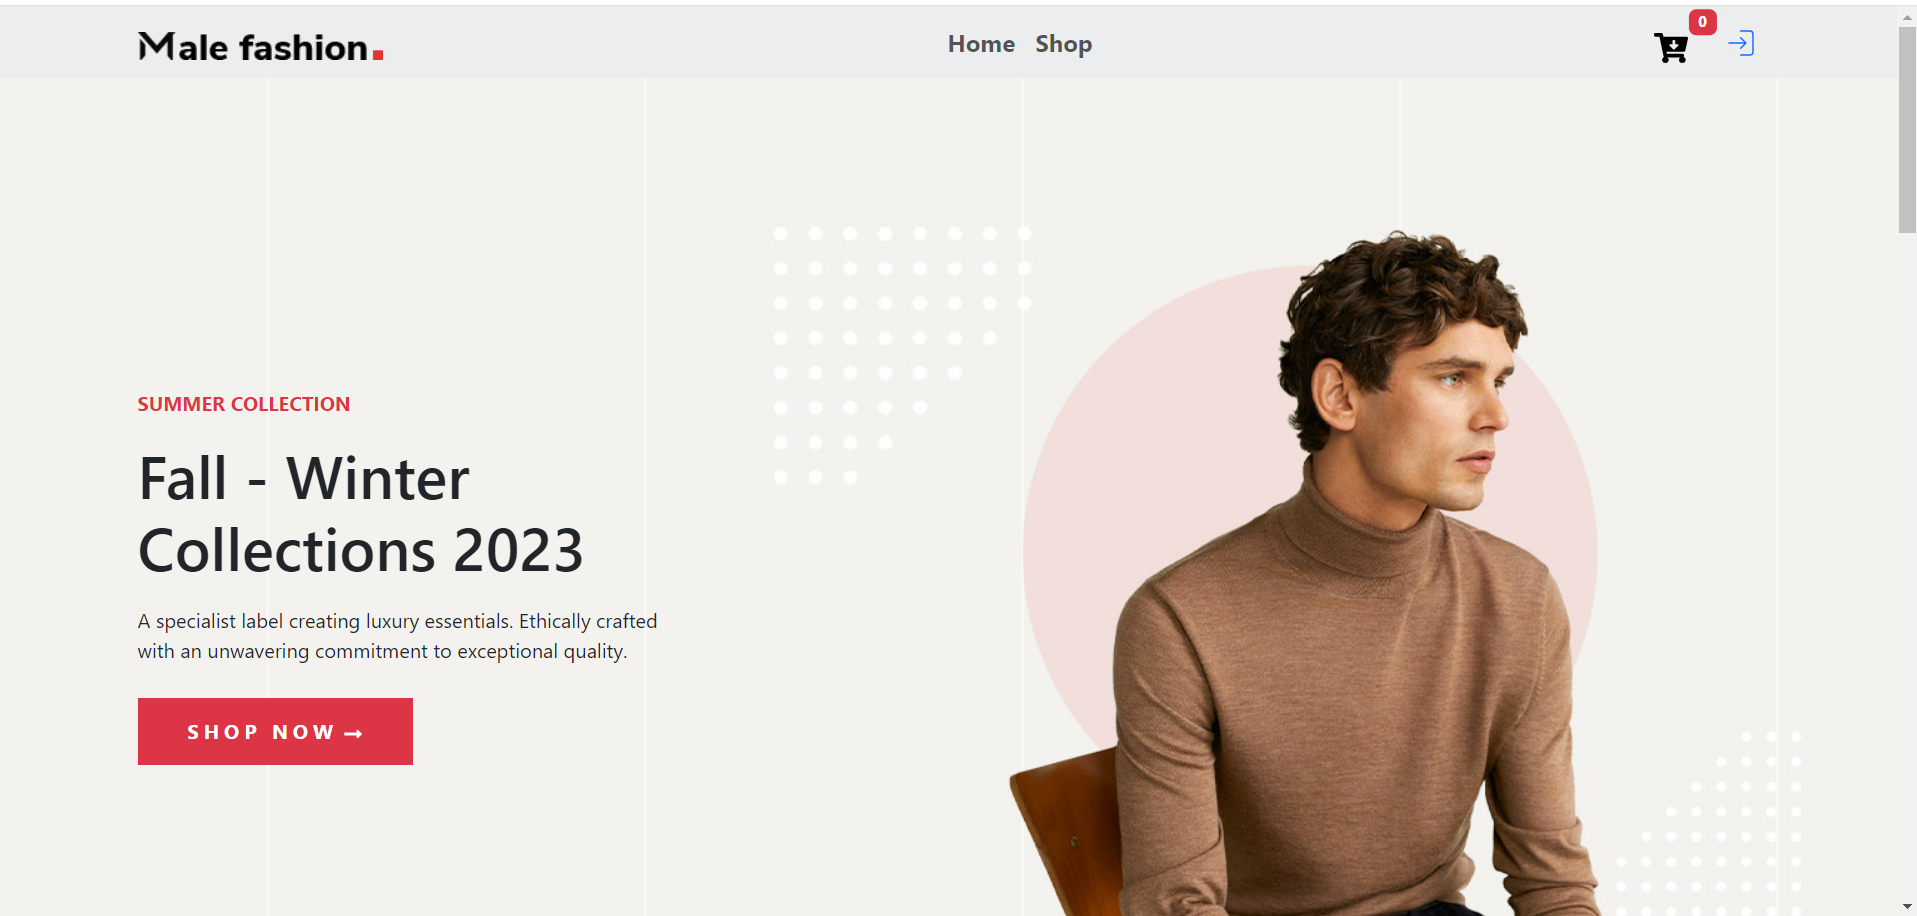 Male fashion.
Home Shop
0
SUMMER COLLECTION
Fall - Winter
Collections 2023
A specialist label creating luxury essentials. Ethically crafted
with an unwavering commitment to exceptional quality.
SHOP NOW →